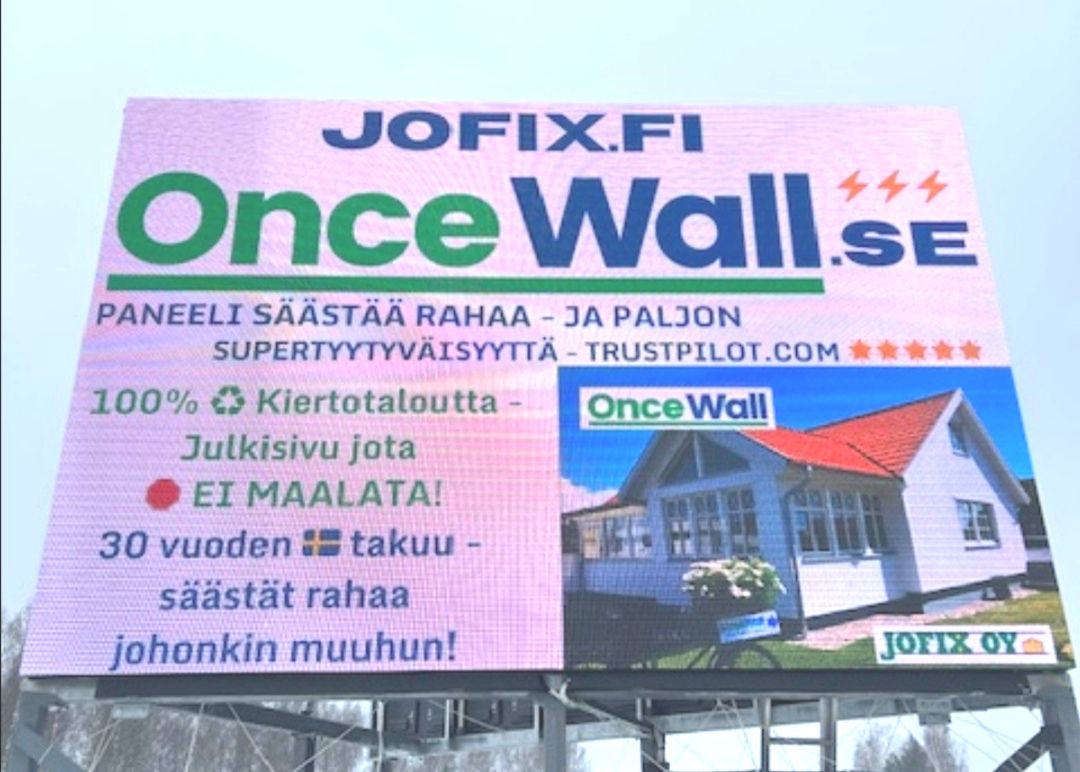 JOFIX.FI
OnceWall.SE
PANEELI SÄÄSTÄÄ RAHAA - JA PALJON
SUPERTYYTYVÄISYYTTÄ - TRUSTPILOT.COM
100% ♻ Kiertotaloutta -
Julkisivu jota
EI MAALATA!
30 vuoden 🇸🇪 takuu -
säästät rahaa
johonkin muuhun!
OnceWall
JOFIX OY